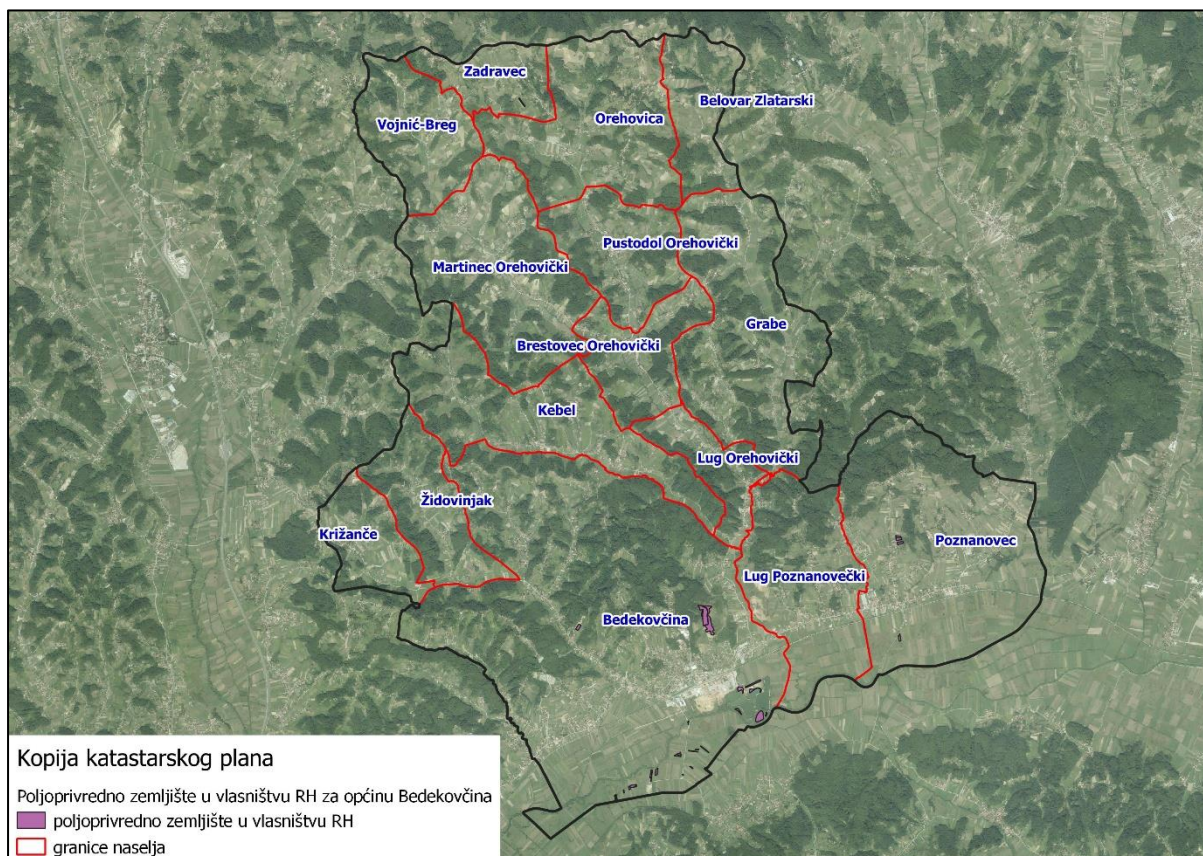 Zadravec
Belovar Zlatarski
Orehovica
Vojnić-Breg
Pustodol Orehovički
Martinec Orehovički
Grabe
Brestovec Orehovički
Kebel
Lug Orehovički
Židovinjak
Križanče
Poznanovec
Lug Poznanovečki
Bedekovčina
Kopija katastarskog plana
Poljoprivredno zemljište u vlasništvu RH za općinu Bedekovčina
poljoprivredno zemljište u vlasništvu RH
granice naselja